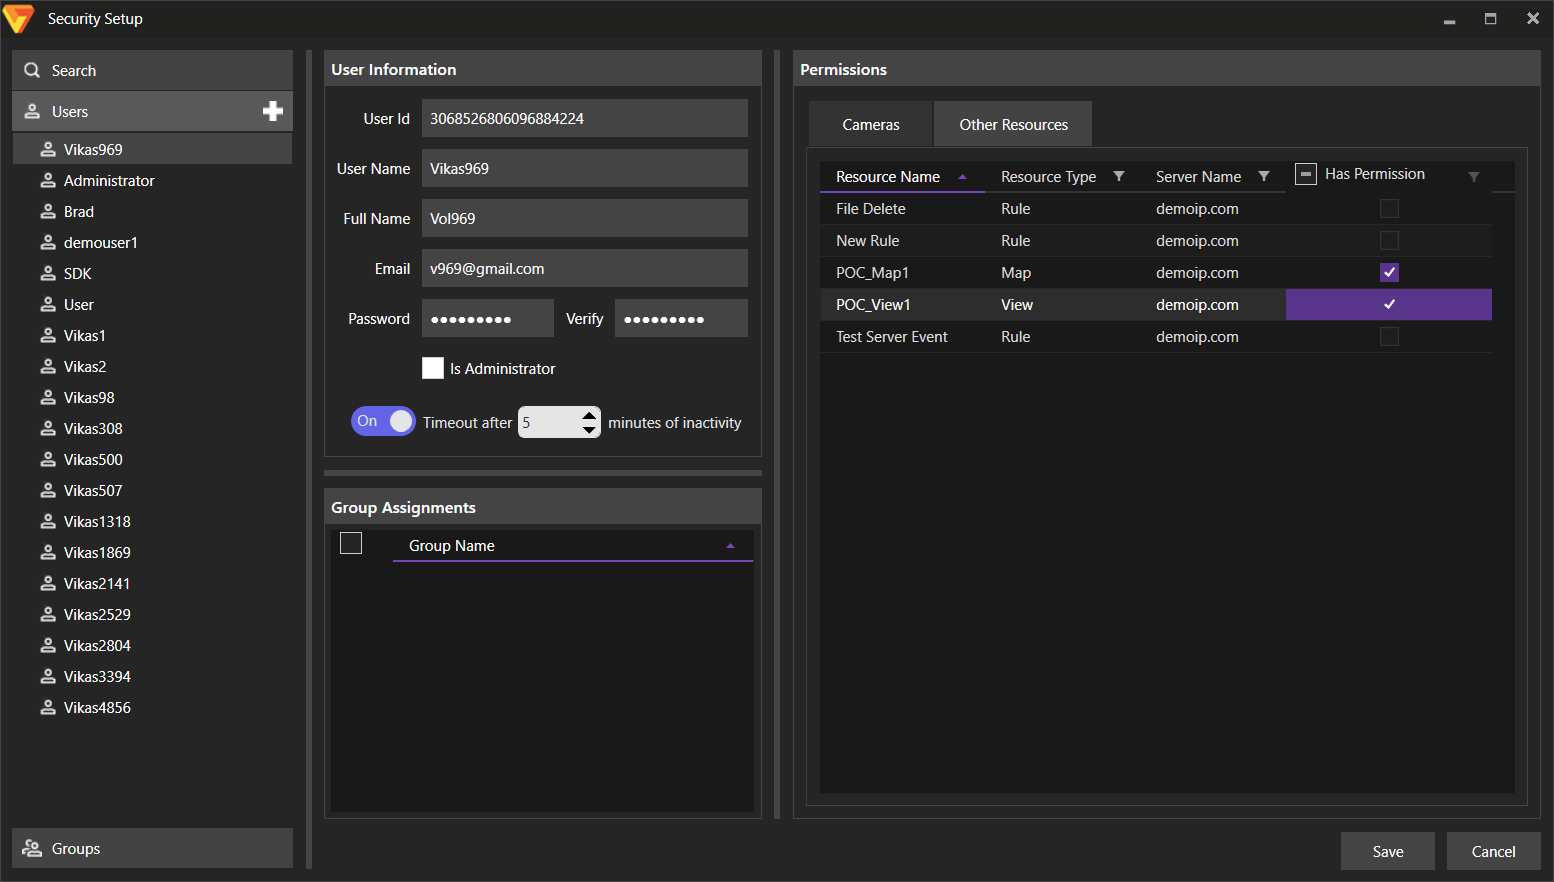 Security Setup
Search
Users
Vikas969
Administrator
Brad
demouser1
SDK
User
Vikas1
Vikas2
Vikas98
Vikas308
Vikas500
Vikas507
Vikas1318
Vikas1869
Vikas2141
Vikas2529
Vikas2804
Vikas3394
Vikas4856
Groups
User Information
User Id 3068526806096884224
User Name Vikas969
Full Name Vol969
Email v969@gmail.com
Password ●●●●●●●●● Verify ●●●●●●●●●
Is Administrator
On Timeout after 5 minutes of inactivity
Group Assignments
Group Name
Permissions
Cameras Other Resources
Resource Name Resource Type Server Name Has Permission
File Delete Rule demoip.com
New Rule Rule demoip.com
POC_Map1 Map demoip.com
POC_View1 View demoip.com
Test Server Event Rule demoip.com
Save Cancel